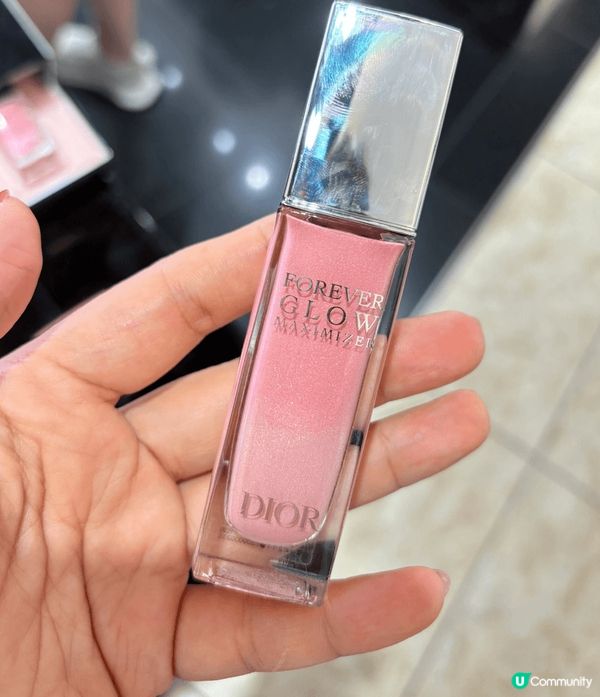 FOREVER
GLOW
MAXIMIZER
DIOR
U Community